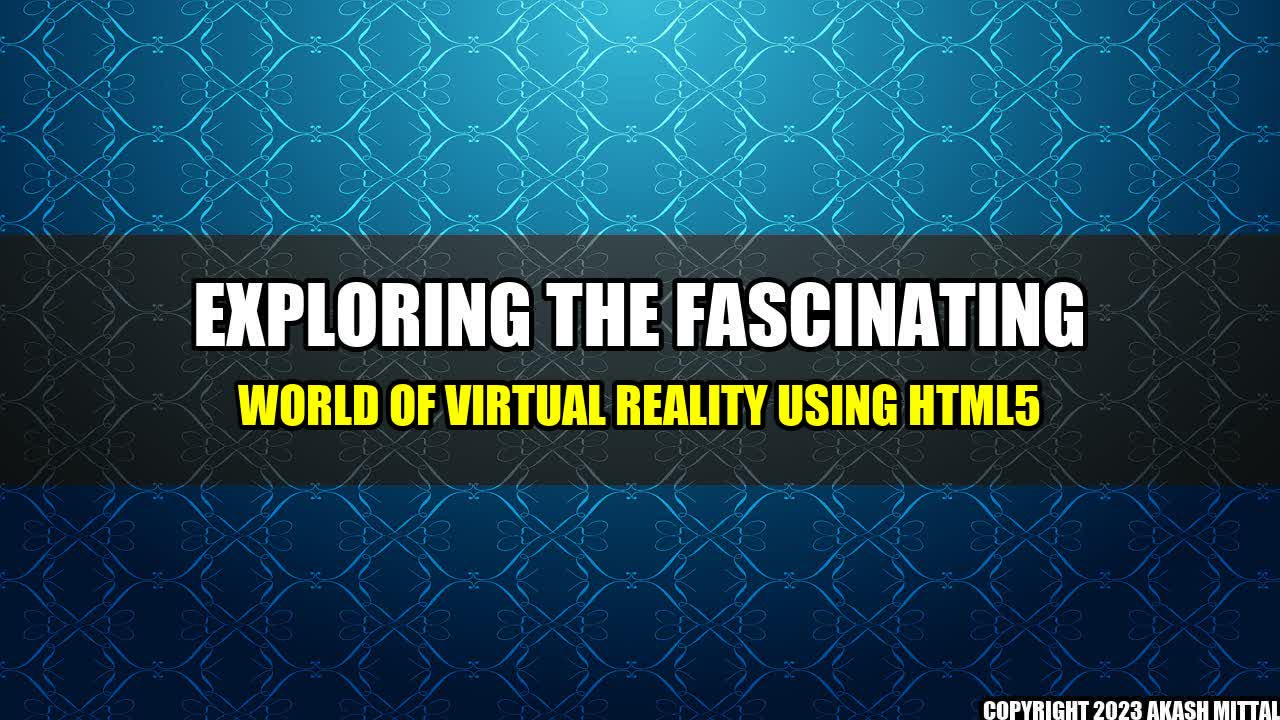 EXPLORING THE FASCINATING
WORLD OF VIRTUAL REALITY USING HTML5
COPYRIGHT 2023 AKASH MITTAL